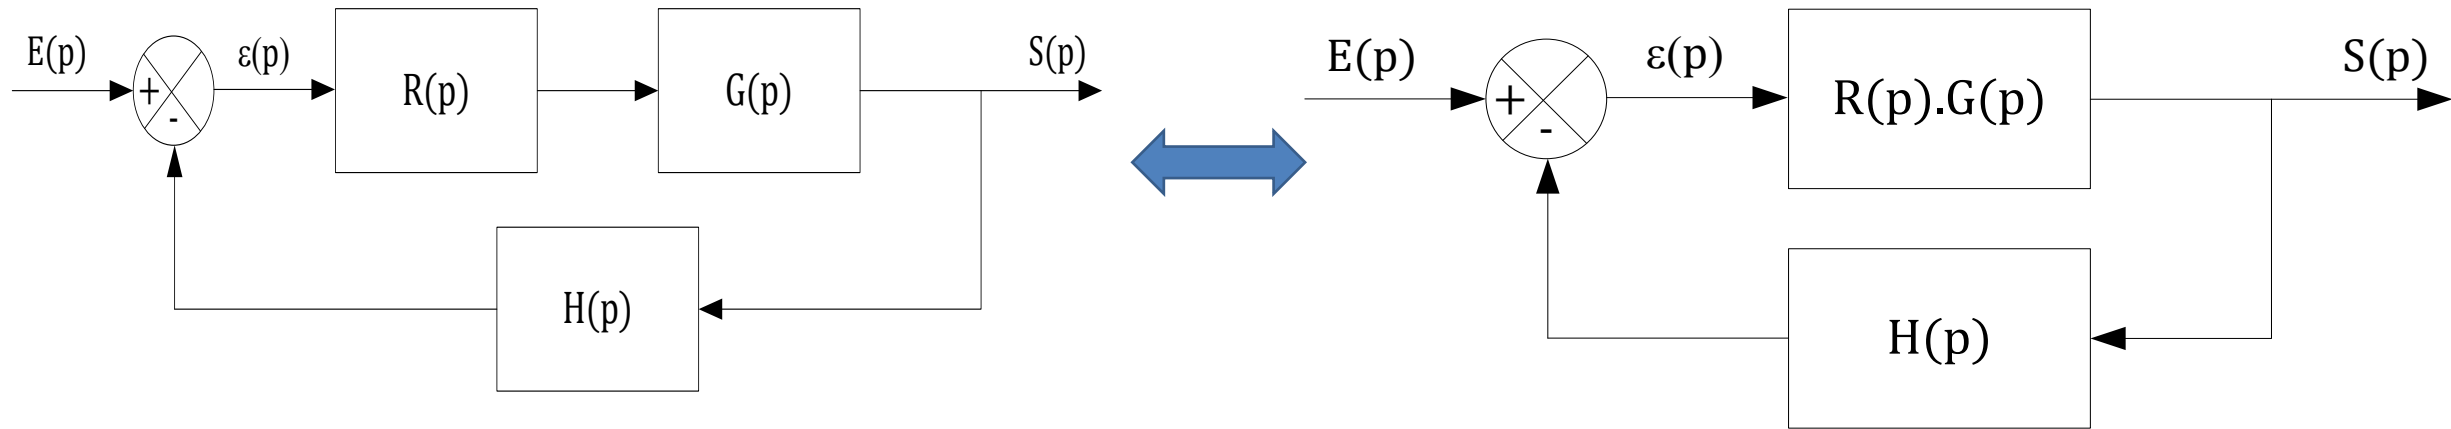 E(p)
+
-
ε(p)
R(p)
G(p)
S(p)
H(p)
E(p)
+
-
ε(p)
R(p).G(p)
S(p)
H(p)